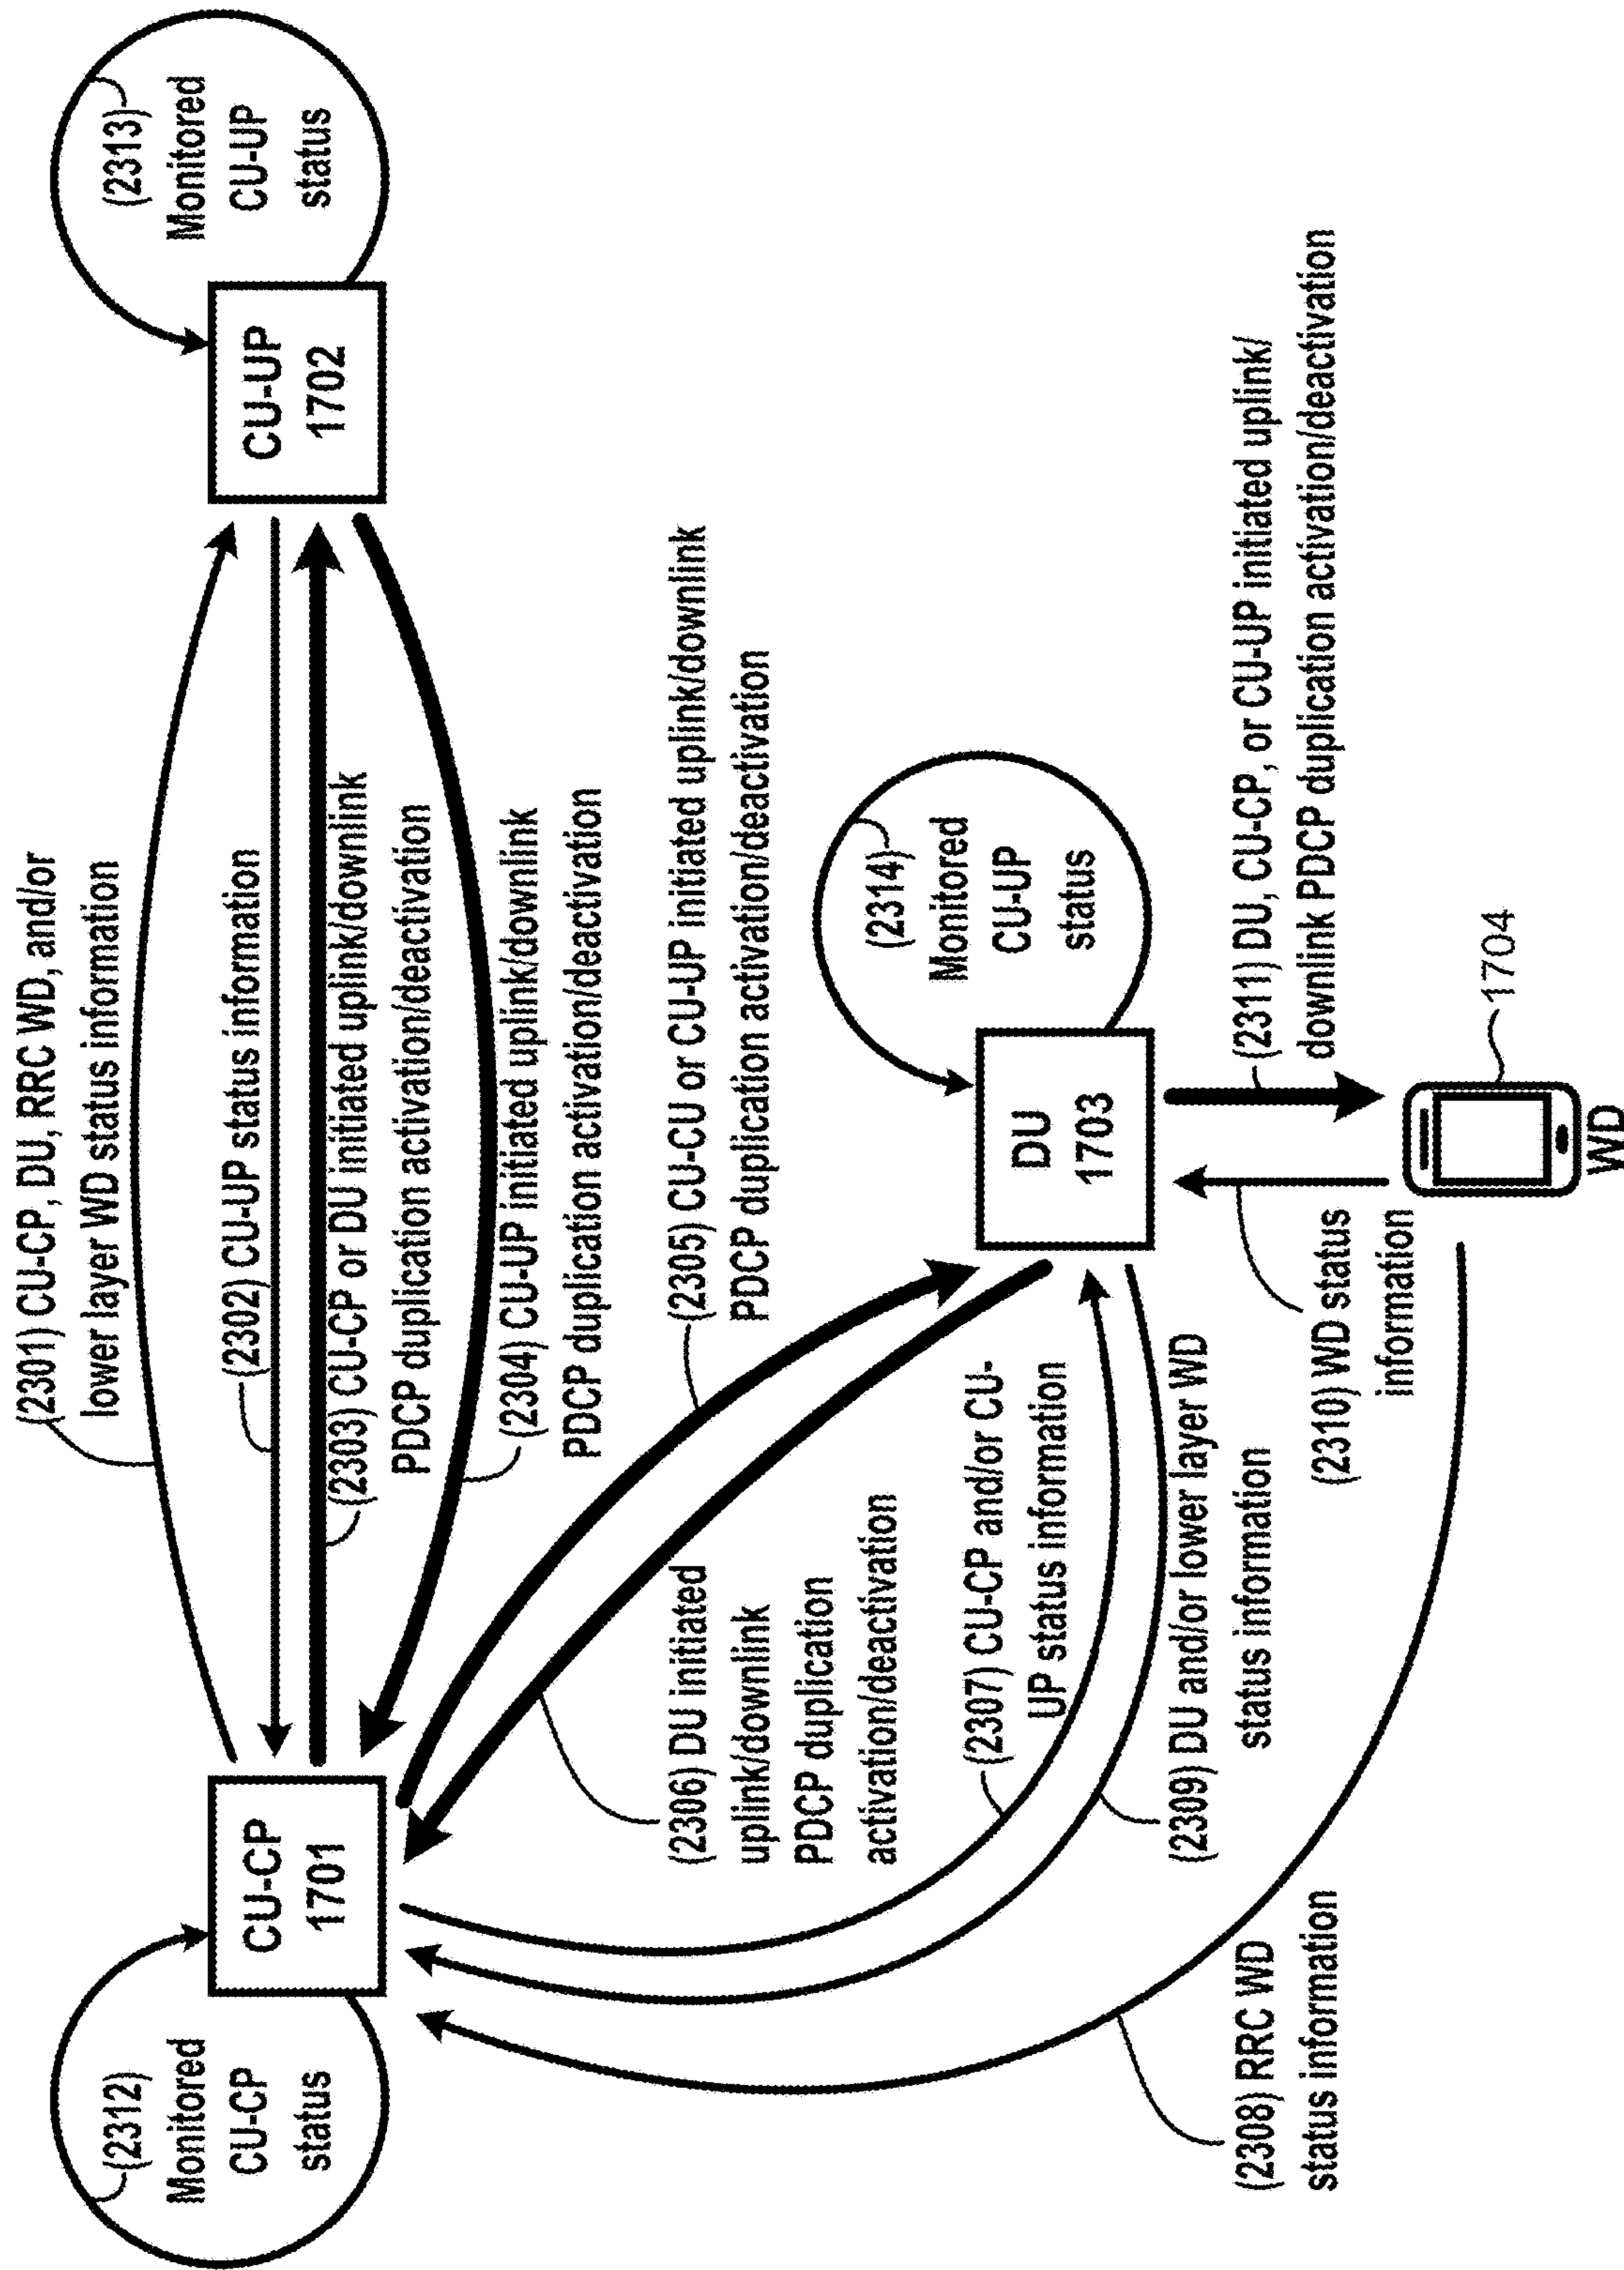 (2312)
Monitored
CU-CP
status
CU-CP
1701
(2301) CU-CP, DU, RRC WD, and/or
lower layer WD status information
(2302) CU-UP status information
(2303) CU-CP or DU initiated uplink/downlink
PDCP duplication activation/deactivation
(2304) CU-UP initiated uplink/downlink
PDCP duplication activation/deactivation
CU-UP
1702
(2313)
Monitored
CU-UP
status
(2305) CU-CU or CU-UP initiated uplink/downlink
PDCP duplication activation/deactivation
(2306) DU initiated
uplink/downlink
PDCP duplication
activation/deactivation
(2307) CU-CP and/or CU-
UP status information
(2309) DU and/or lower layer WD
status information
DU
1703
(2314)
Monitored
CU-UP
status
(2308) RRC WD
status information
(2310) WD status
information
(2311) DU, CU-CP, or CU-UP initiated uplink/
downlink PDCP duplication activation/deactivation
1704
WD